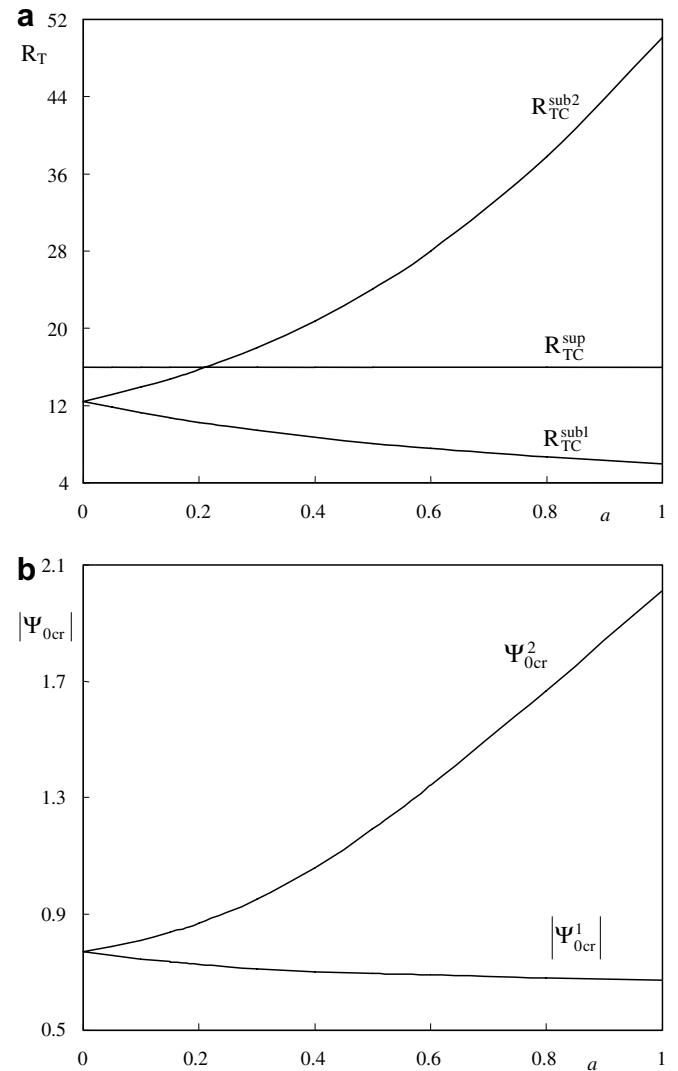 a
52
R_T
44
R_TC^sub2
36
28
20
R_TC^sup
12
R_TC^sub1
4
0 0.2 0.4 0.6 0.8 a 1
b
2.1
|Ψ_0cr|
Ψ_0cr^2
1.7
1.3
0.9
|Ψ_0cr^1|
0.5
0 0.2 0.4 0.6 0.8 a 1